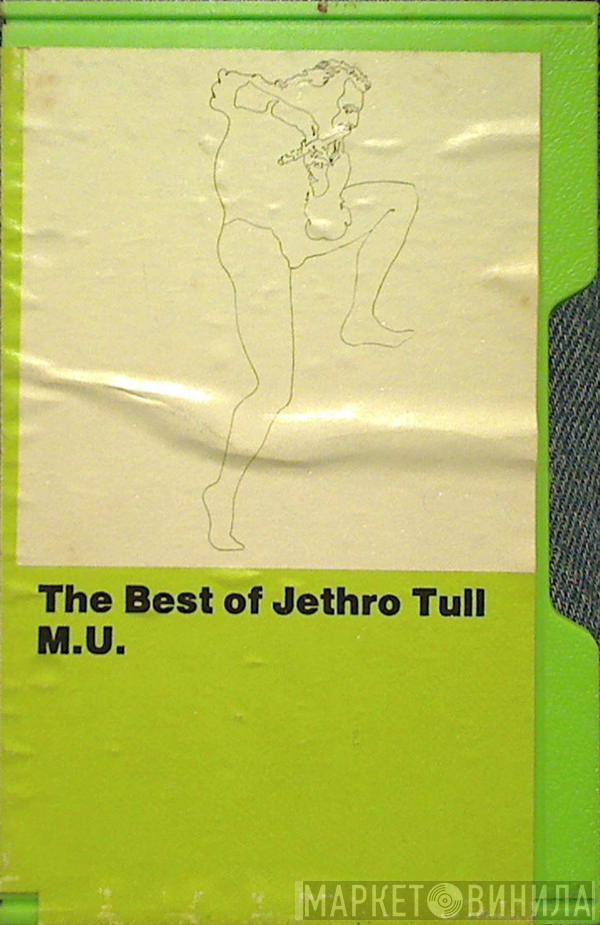 The Best of Jethro Tull
M.U.
МАРКЕТ ВИНИЛА